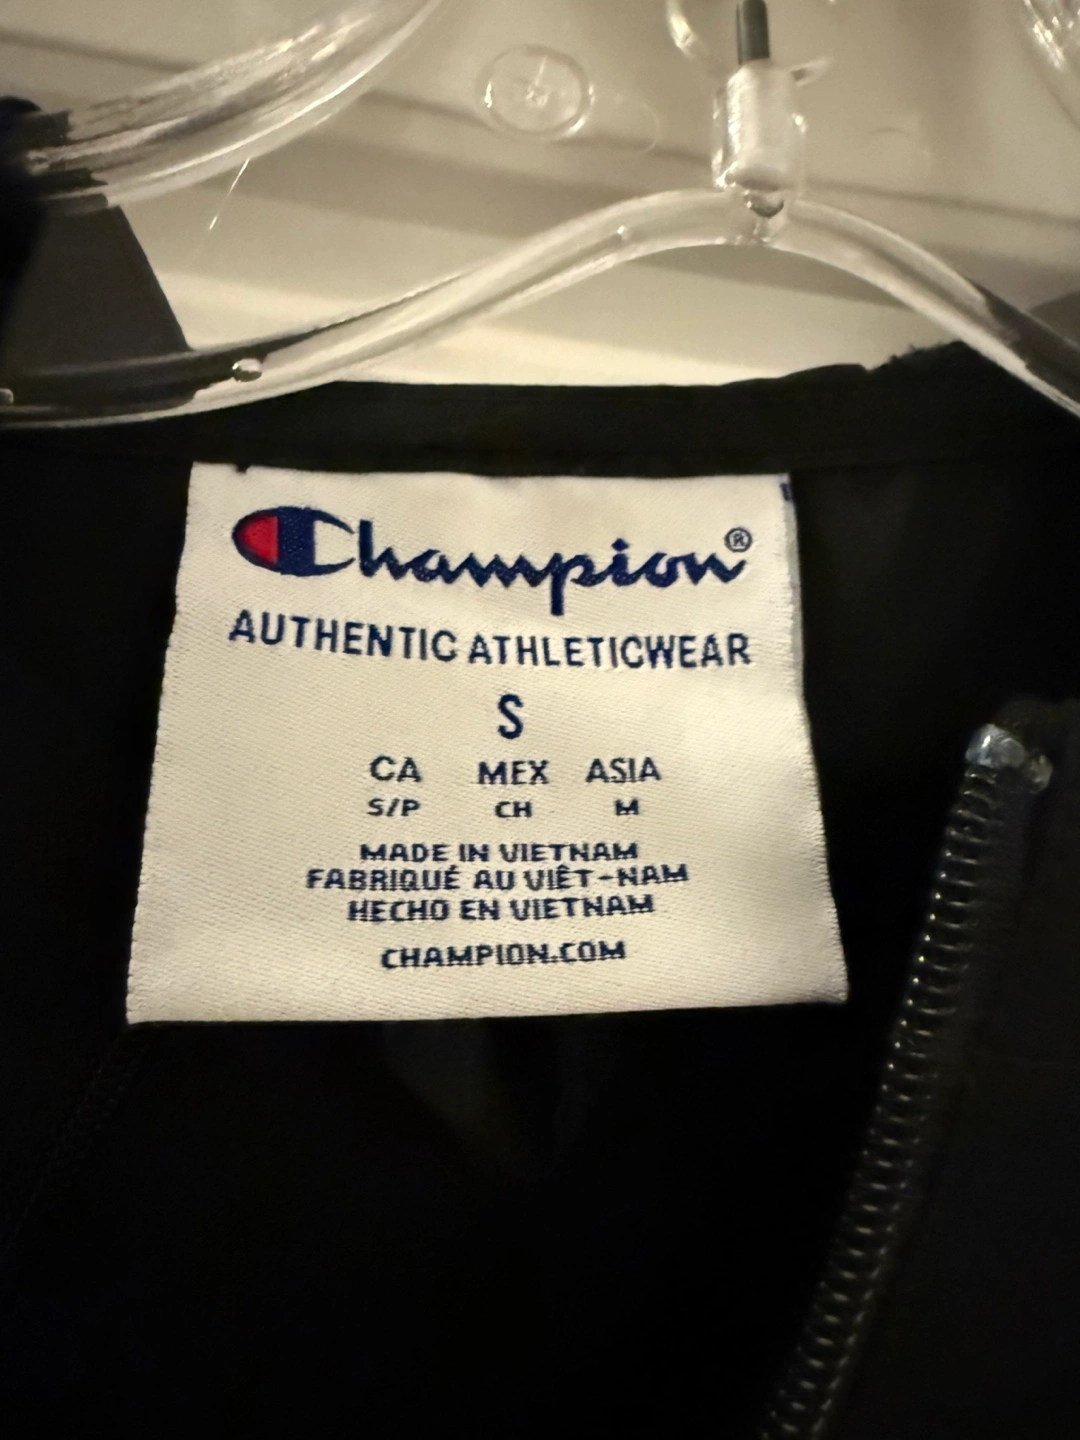 Champion®
AUTHENTIC ATHLETICWEAR
S
CA MEX ASIA
S/P CH M
MADE IN VIETNAM
FABRIQUÉ AU VIÊT-NAM
HECHO EN VIETNAM
CHAMPION.COM